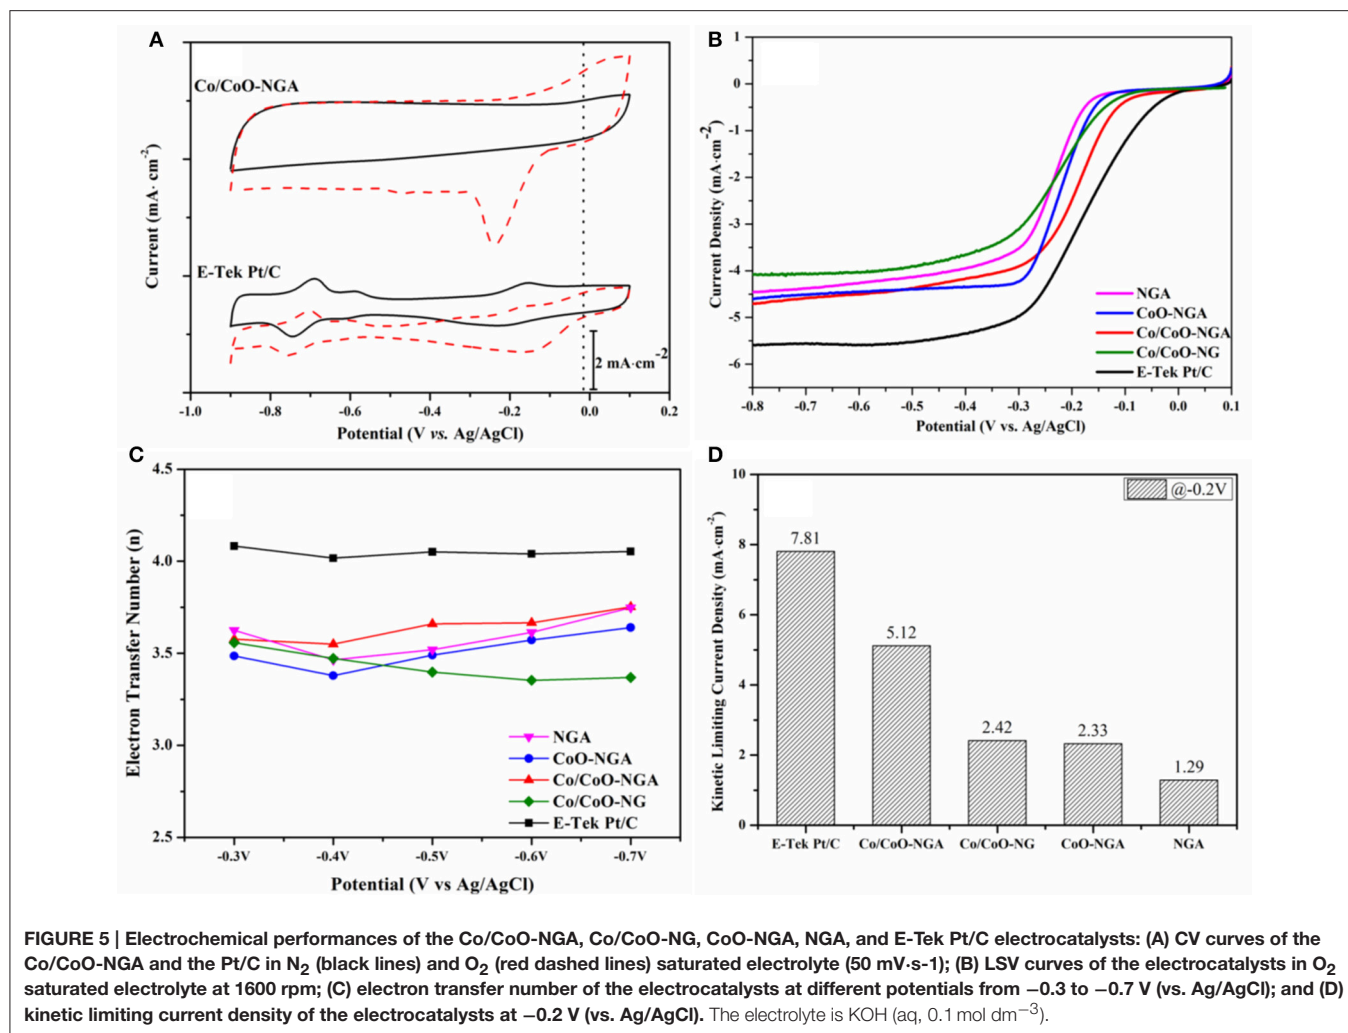 A
Co/CoO-NGA
E-Tek Pt/C
2 mA·cm⁻²
Current (mA· cm⁻²)
-1.0 -0.8 -0.6 -0.4 -0.2 0.0 0.2
Potential (V vs. Ag/AgCl)
B
1
0
-1
-2
-3
-4
-5
-6
Current Density (mA·cm⁻²)
NGA
CoO-NGA
Co/CoO-NGA
Co/CoO-NG
E-Tek Pt/C
-0.8 -0.7 -0.6 -0.5 -0.4 -0.3 -0.2 -0.1 0.0 0.1
Potential (V vs. Ag/AgCl)
C
4.5
4.0
3.5
3.0
2.5
Electron Transfer Number (n)
NGA
CoO-NGA
Co/CoO-NGA
Co/CoO-NG
E-Tek Pt/C
-0.3V -0.4V -0.5V -0.6V -0.7V
Potential (V vs Ag/AgCl)
D
10
8
6
4
2
0
Kinetic Limiting Current Density (mA·cm⁻²)
@-0.2V
7.81
5.12
2.42
2.33
1.29
E-Tek Pt/C Co/CoO-NGA Co/CoO-NG CoO-NGA NGA
FIGURE 5 | Electrochemical performances of the Co/CoO-NGA, Co/CoO-NG, CoO-NGA, NGA, and E-Tek Pt/C electrocatalysts: (A) CV curves of the
Co/CoO-NGA and the Pt/C in N₂ (black lines) and O₂ (red dashed lines) saturated electrolyte (50 mV·s-1); (B) LSV curves of the electrocatalysts in O₂
saturated electrolyte at 1600 rpm; (C) electron transfer number of the electrocatalysts at different potentials from −0.3 to −0.7 V (vs. Ag/AgCl); and (D)
kinetic limiting current density of the electrocatalysts at −0.2 V (vs. Ag/AgCl). The electrolyte is KOH (aq, 0.1 mol dm⁻³).